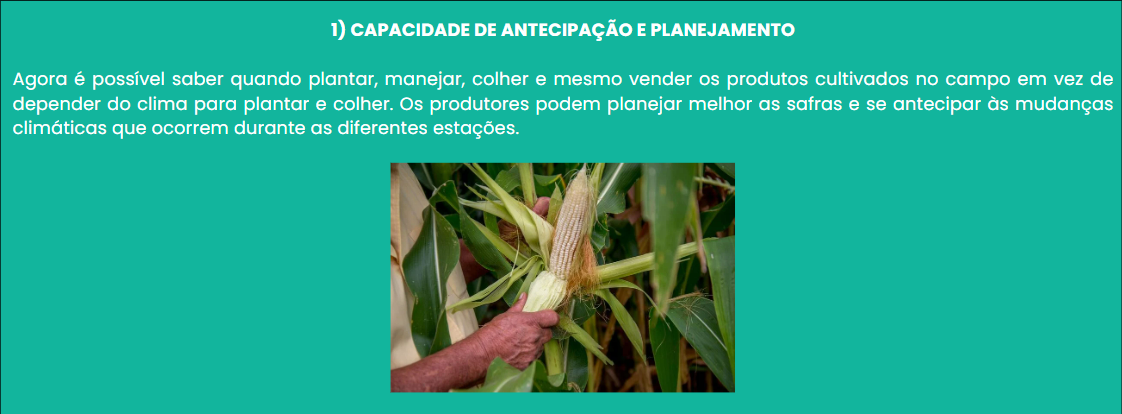 1) CAPACIDADE DE ANTECIPAÇÃO E PLANEJAMENTO
Agora é possível saber quando plantar, manejar, colher e mesmo vender os produtos cultivados no campo em vez de
depender do clima para plantar e colher. Os produtores podem planejar melhor as safras e se antecipar às mudanças
climáticas que ocorrem durante as diferentes estações.